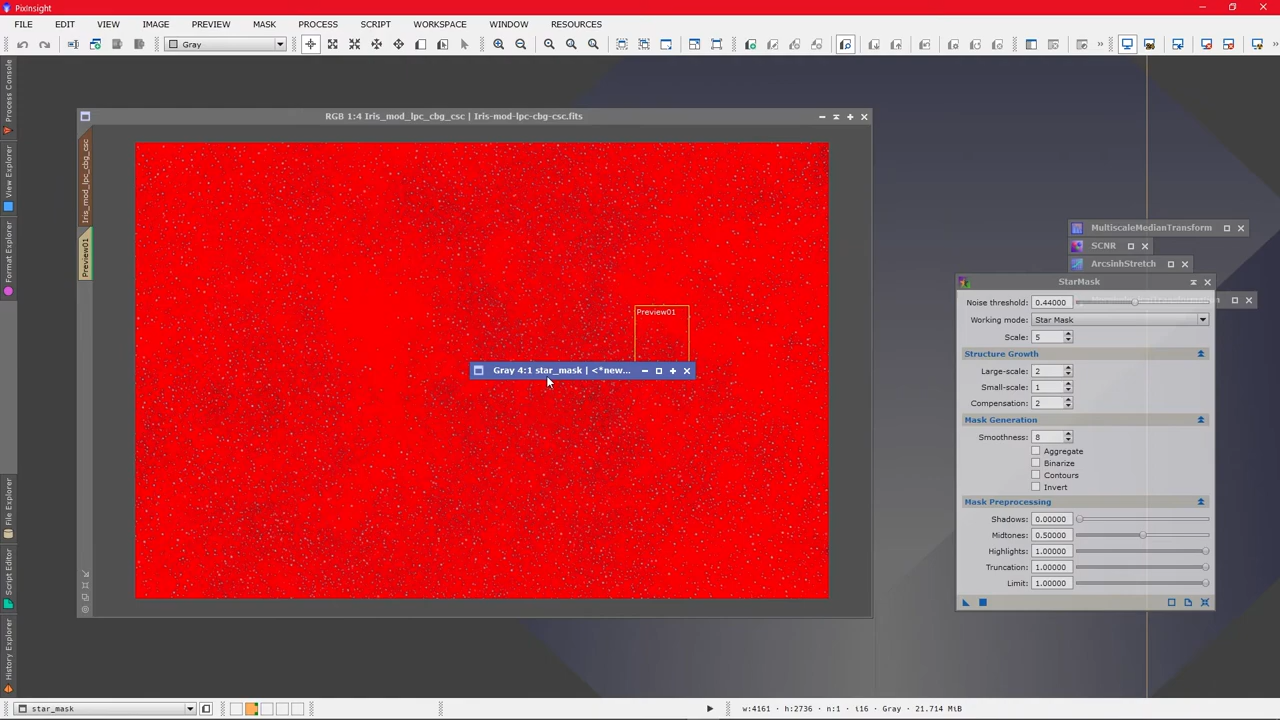 PixInsight
FILE EDIT VIEW IMAGE PREVIEW MASK PROCESS SCRIPT WORKSPACE WINDOW RESOURCES
Gray
Process Console
View Explorer
Format Explorer
File Explorer
Script Editor
History Explorer
RGB 1:4 Iris_mod_lpc_cbg_csc | Iris-mod-lpc-cbg-csc.fits
Iris_mod_lpc_cbg_csc
Preview01
Preview01
Gray 4:1 star_mask | <*new...
MultiscaleMedianTransform
SCNR
ArcsinhStretch
StarMask
Noise threshold: 0.44000
Working mode: Star Mask
Scale: 5
Structure Growth
Large-scale: 2
Small-scale: 1
Compensation: 2
Mask Generation
Smoothness: 8
Aggregate
Binarize
Contours
Invert
Mask Preprocessing
Shadows: 0.00000
Midtones: 0.50000
Highlights: 1.00000
Truncation: 1.00000
Limit: 1.00000
star_mask
w:4161 · h:2736 · n:1 · i16 · Gray · 21.714 MiB